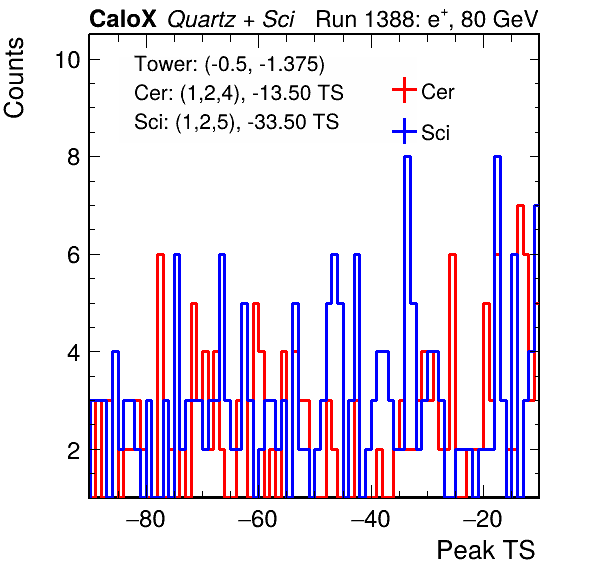 CaloX Quartz + Sci Run 1388: e+, 80 GeV
Counts
Tower: (-0.5, -1.375)
Cer: (1,2,4), -13.50 TS
Sci: (1,2,5), -33.50 TS
Cer
Sci
10
8
6
4
2
−80 −60 −40 −20
Peak TS